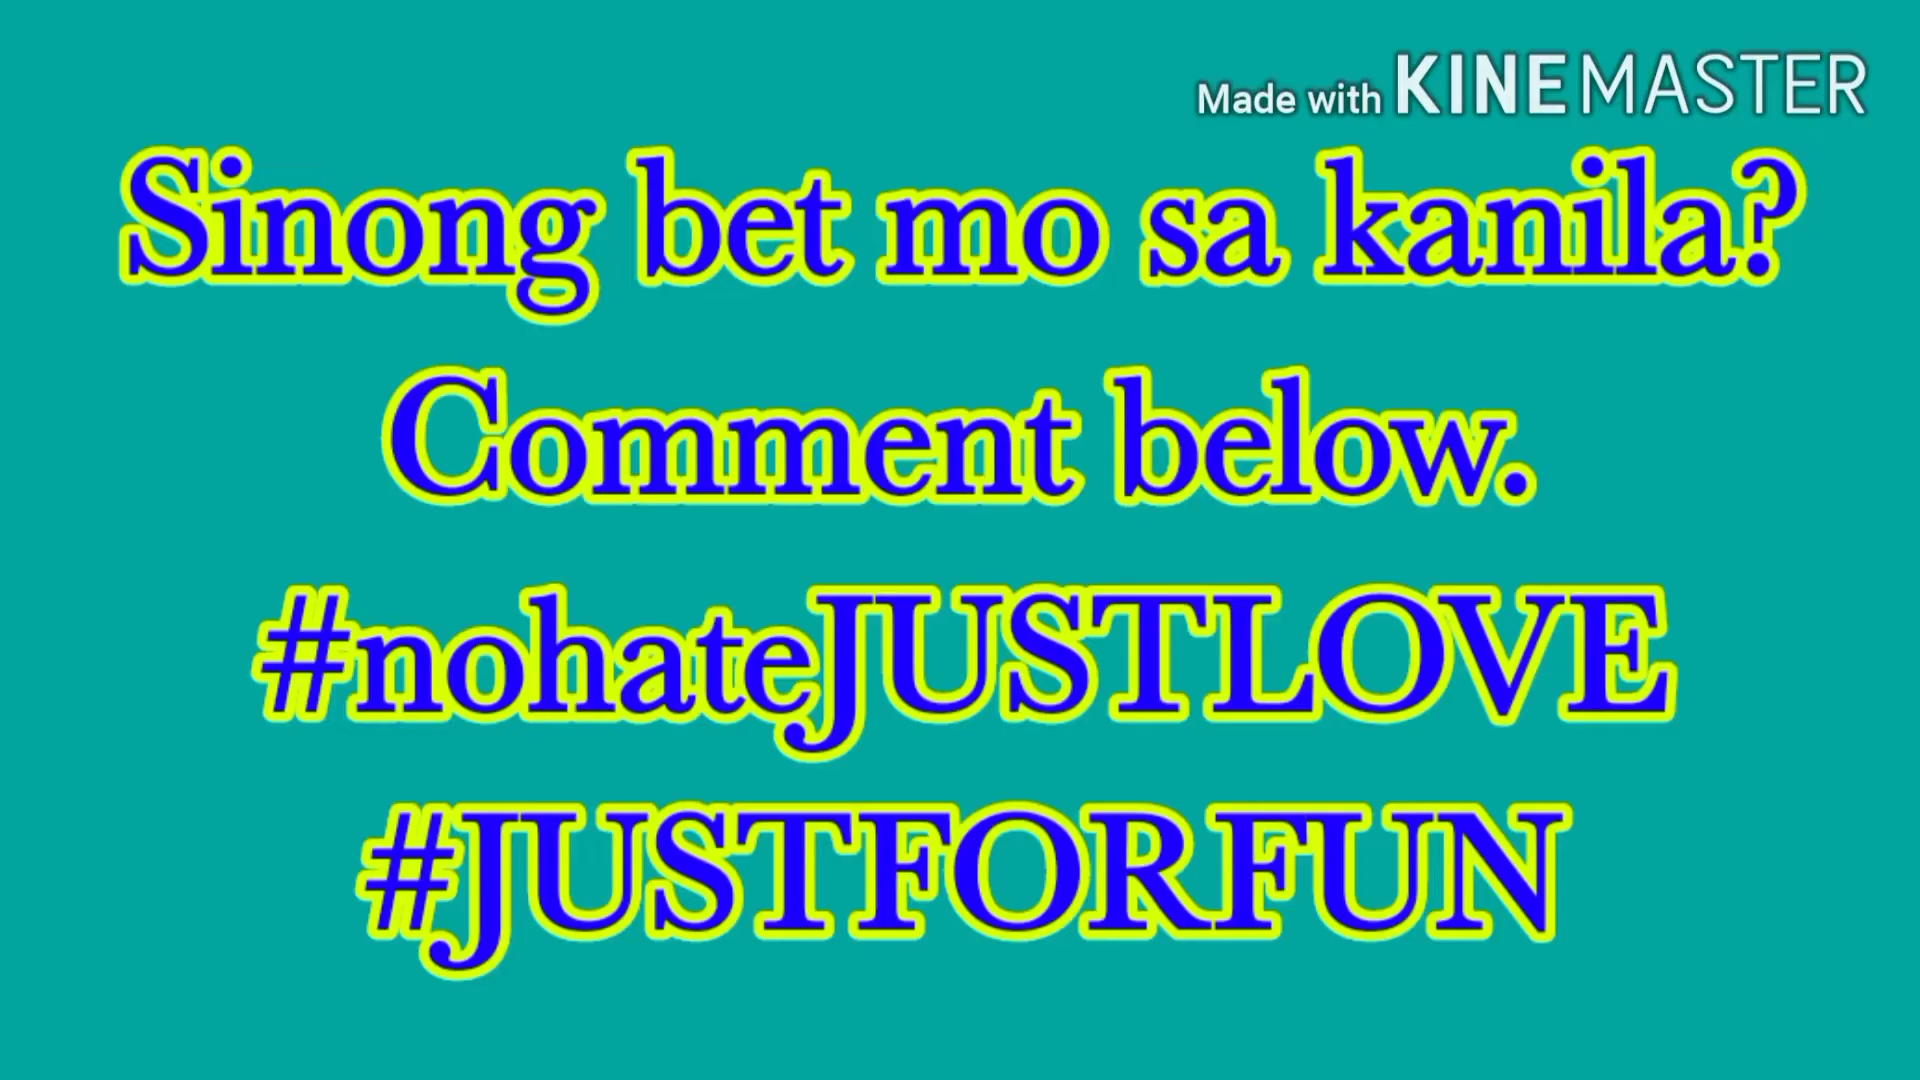 Made with KINEMASTER
Sinong bet mo sa kanila?
Comment below.
#nohateJUSTLOVE
#JUSTFORFUN